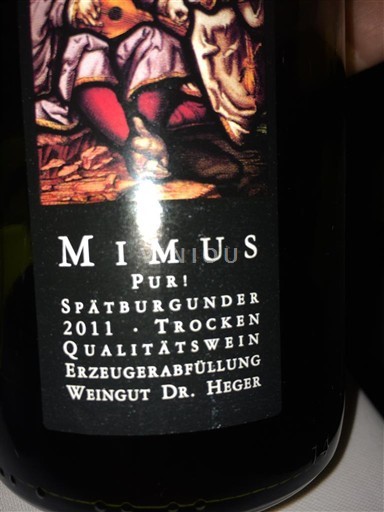 MIMUS
PUR!
SPÄTBURGUNDER
2011 · TROCKEN
QUALITÄTSWEIN
ERZEUGERABFÜLLUNG
WEINGUT DR. HEGER